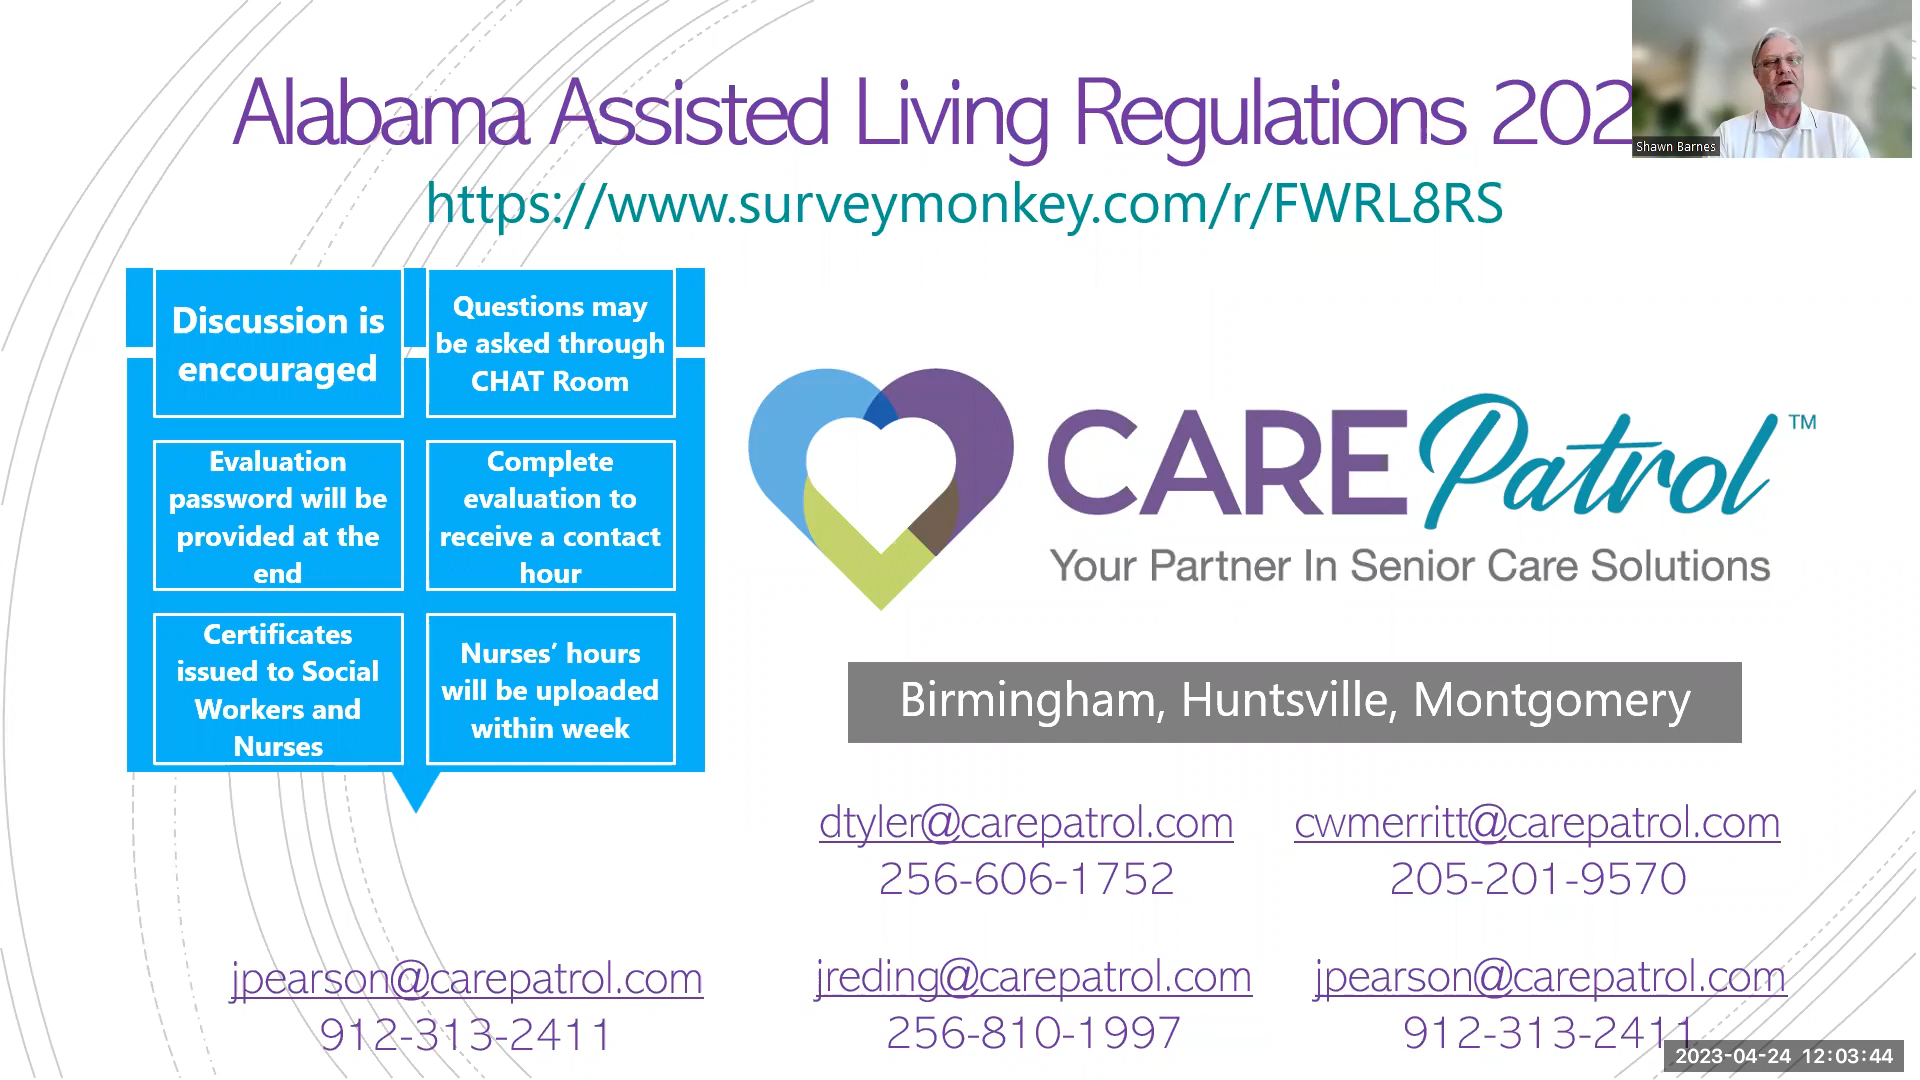 Alabama Assisted Living Regulations 202
Shawn Barnes
https://www.surveymonkey.com/r/FWRL8RS
Discussion is
encouraged
Questions may
be asked through
CHAT Room
Evaluation
password will be
provided at the
end
Complete
evaluation to
receive a contact
hour
Certificates
issued to Social
Workers and
Nurses
Nurses’ hours
will be uploaded
within week
CAREPatrol™
Your Partner In Senior Care Solutions
Birmingham, Huntsville, Montgomery
dtyler@carepatrol.com
256-606-1752
cwmerritt@carepatrol.com
205-201-9570
jpearson@carepatrol.com
912-313-2411
jreding@carepatrol.com
256-810-1997
jpearson@carepatrol.com
912-313-2411
2023-04-24 12:03:44